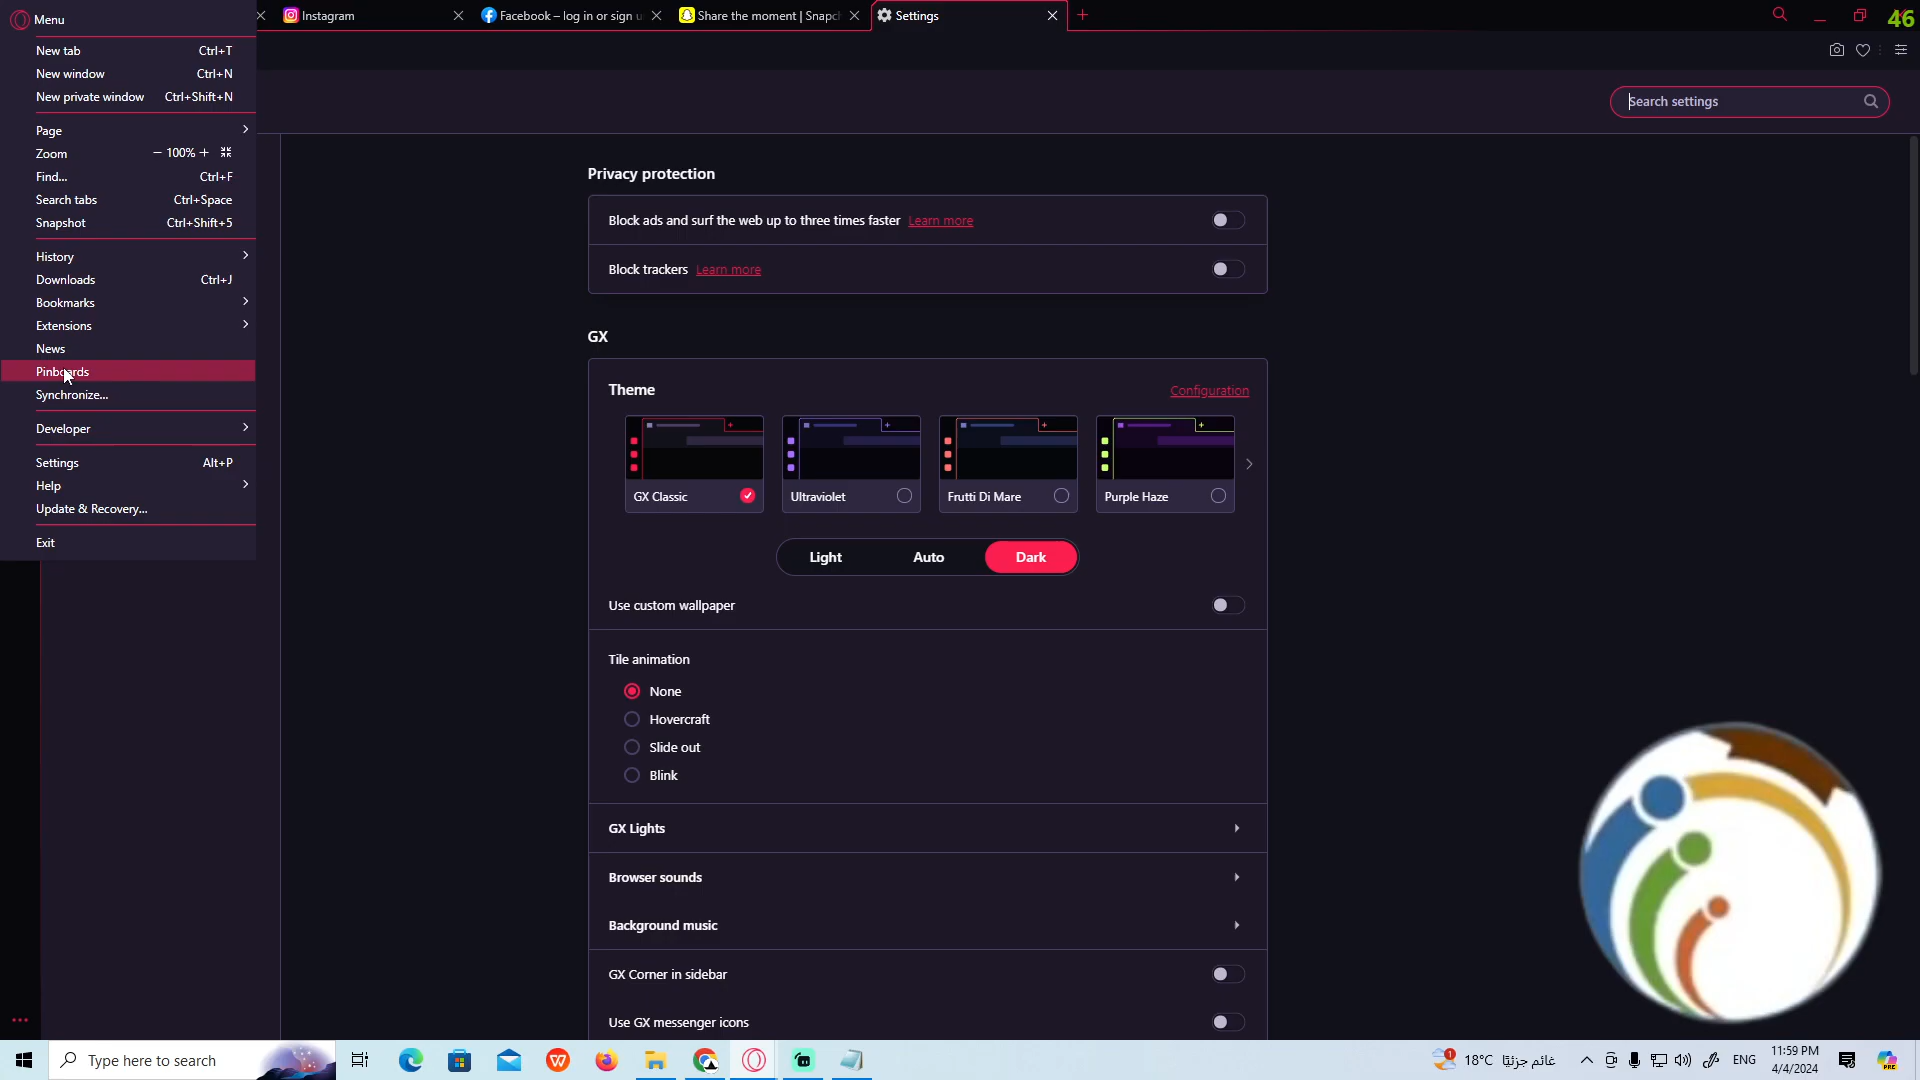 Menu
Instagram
Facebook – log in or sign u
Share the moment | Snapch
Settings
46
New tab Ctrl+T
New window Ctrl+N
New private window Ctrl+Shift+N
Page
Zoom – 100% +
Find... Ctrl+F
Search tabs Ctrl+Space
Snapshot Ctrl+Shift+5
History
Downloads Ctrl+J
Bookmarks
Extensions
News
Pinboards
Synchronize...
Developer
Settings Alt+P
Help
Update & Recovery...
Exit
Search settings
Privacy protection
Block ads and surf the web up to three times faster Learn more
Block trackers Learn more
GX
Theme Configuration
GX Classic Ultraviolet Frutti Di Mare Purple Haze
Light Auto Dark
Use custom wallpaper
Tile animation
None
Hovercraft
Slide out
Blink
GX Lights
Browser sounds
Background music
GX Corner in sidebar
Use GX messenger icons
Type here to search
1
18°C غائم جزئيًا
ENG
11:59 PM
4/4/2024
PRE